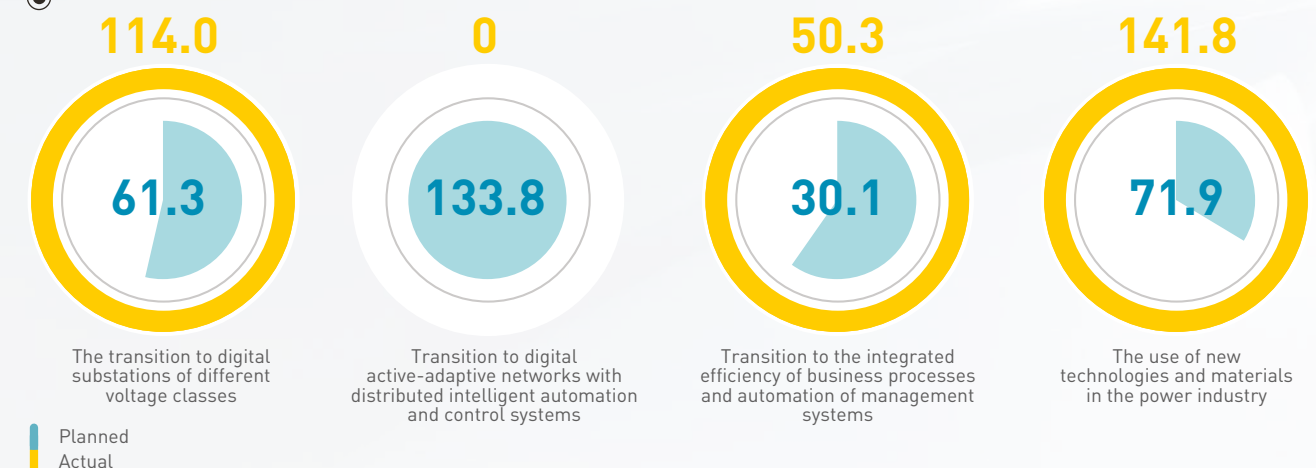 114.0
0
50.3
141.8
61.3
133.8
30.1
71.9
The transition to digital
substations of different
voltage classes
Transition to digital
active-adaptive networks with
distributed intelligent automation
and control systems
Transition to the integrated
efficiency of business processes
and automation of management
systems
The use of new
technologies and materials
in the power industry
Planned
Actual